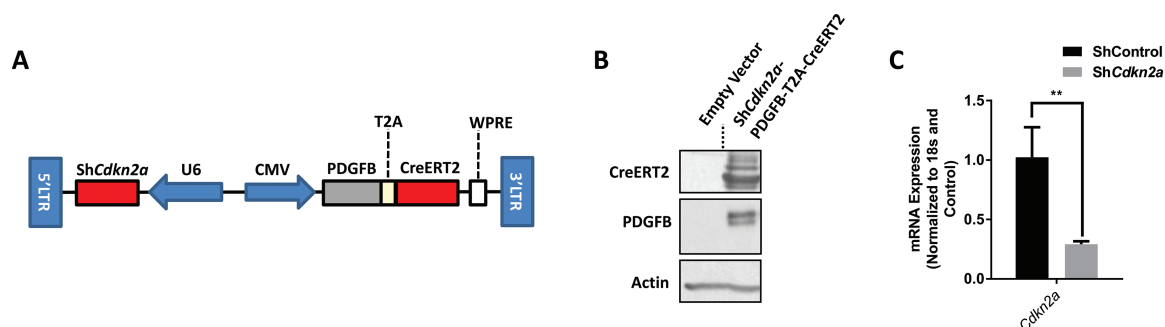 A
T2A
WPRE
ShCdkn2a
U6
CMV
PDGFB
CreERT2
5'LTR
3'LTR
B
Empty Vector
ShCdkn2a-
PDGFB-T2A-CreERT2
CreERT2
PDGFB
Actin
C
ShControl
ShCdkn2a
**
1.5
1.0
0.5
0.0
mRNA Expression
(Normalized to 18s and
Control)
Cdkn2a